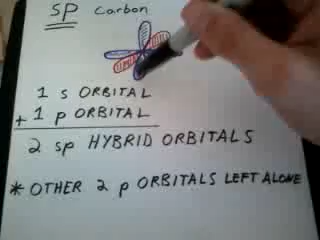 SP Carbon
1 s ORBITAL
+ 1 p ORBITAL
2 sp HYBRID ORBITALS
* OTHER 2 p ORBITALS LEFT ALONE